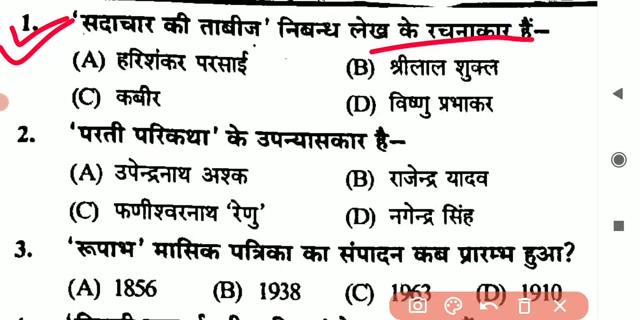 1. 'सदाचार की ताबीज' निबन्ध लेख के रचनाकार हैं–
(A) हरिशंकर परसाई (B) श्रीलाल शुक्ल
(C) कबीर (D) विष्णु प्रभाकर
2. 'परती परिकथा' के उपन्यासकार है–
(A) उपेन्द्रनाथ अश्क (B) राजेन्द्र यादव
(C) फणीश्वरनाथ 'रेणु' (D) नगेन्द्र सिंह
3. 'रूपाभ' मासिक पत्रिका का संपादन कब प्रारम्भ हुआ?
(A) 1856 (B) 1938 (C) 1963 (D) 1910